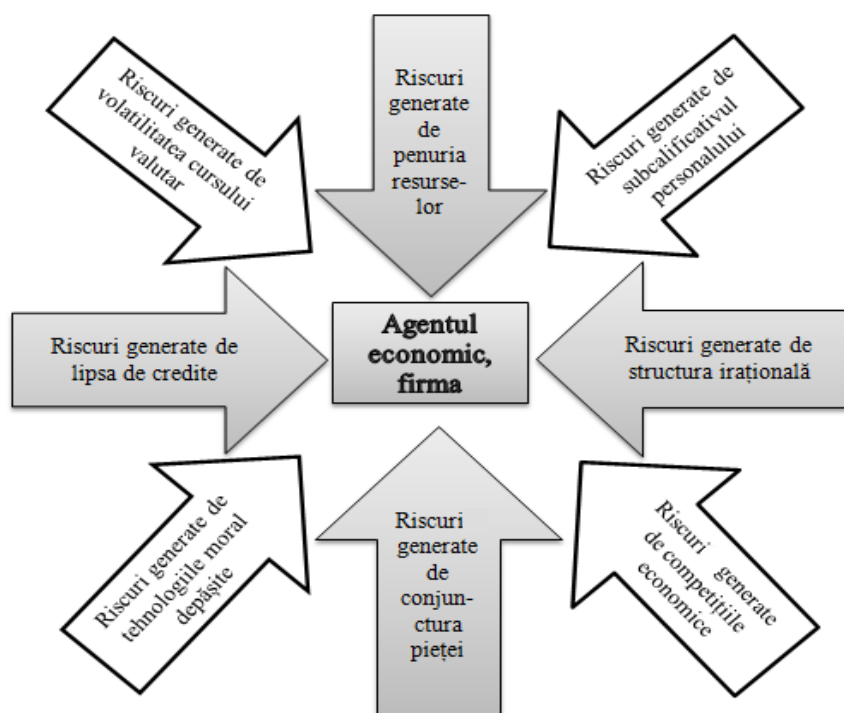 Riscuri generate de
volatilitatea cursului
valutar
Riscuri
generate
de
penuria
resurse-
lor
Riscuri generate de
subcalificativul
personalului
Riscuri generate de
lipsa de credite
Agentul
economic,
firma
Riscuri generate de
structura irațională
Riscuri generate de
tehnologiile moral
depășite
Riscuri
generate
de
conjun-
ctura
pieței
Riscuri generate
de competițiile
economice